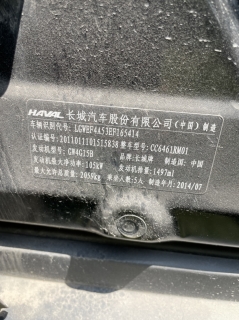 HAVAL 长城汽车股份有限公司(中国)制造
车辆识别代号:LGWEF4A53EF165414
认证编号:2011011101515838 整车型号:CC6461RM01
发动机型号:GW4G15B 品牌:长城牌 制造国:中国
发动机最大净功率:105kW 发动机排量:1497ml
最大允许总质量:2059kg 乘坐人数:5人 制造年月:2014/07